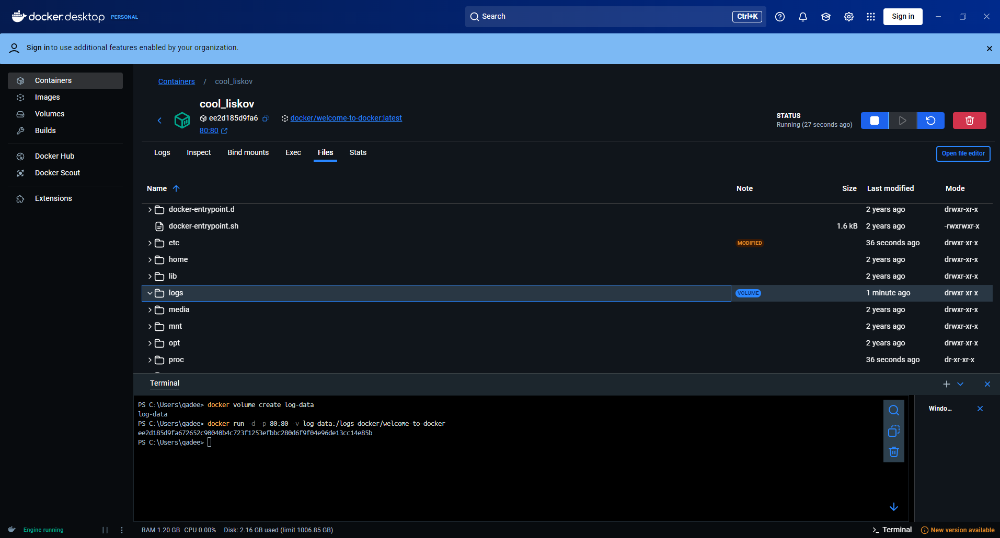 docker.desktop PERSONAL
Search Ctrl+K
Sign in
Sign in to use additional features enabled by your organization.
Containers
Images
Volumes
Builds
Docker Hub
Docker Scout
Extensions
Containers / cool_liskov
cool_liskov
ee2d185d9fa6 docker/welcome-to-docker:latest
80:80
STATUS
Running (27 seconds ago)
Logs Inspect Bind mounts Exec Files Stats
Open file editor
Name Note Size Last modified Mode
docker-entrypoint.d 2 years ago drwxr-xr-x
docker-entrypoint.sh 1.6 kB 2 years ago -rwxrwxr-x
etc MODIFIED 36 seconds ago drwxr-xr-x
home 2 years ago drwxr-xr-x
lib 2 years ago drwxr-xr-x
logs VOLUME 1 minute ago drwxr-xr-x
media 2 years ago drwxr-xr-x
mnt 2 years ago drwxr-xr-x
opt 2 years ago drwxr-xr-x
proc 36 seconds ago dr-xr-xr-x
Terminal
PS C:\Users\qadee> docker volume create log-data
log-data
PS C:\Users\qadee> docker run -d -p 80:80 -v log-data:/logs docker/welcome-to-docker
ee2d185d9fa672652c90040b4c723f1253efbbc280d6f9f04e96de13cc14e85b
PS C:\Users\qadee>
Windo...
Engine running
RAM 1.20 GB CPU 0.00% Disk: 2.16 GB used (limit 1006.85 GB)
Terminal
New version available